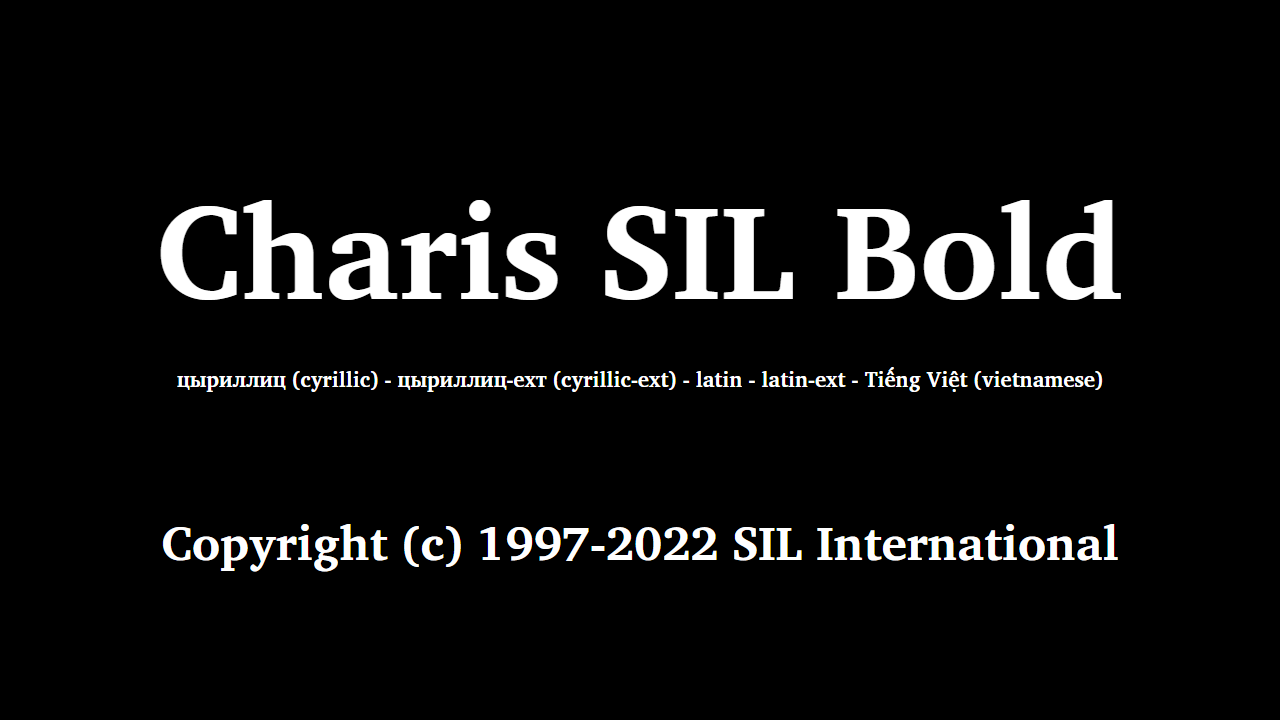 Charis SIL Bold
цыриллиц (cyrillic) - цыриллиц-ехт (cyrillic-ext) - latin - latin-ext - Tiếng Việt (vietnamese)
Copyright (c) 1997-2022 SIL International